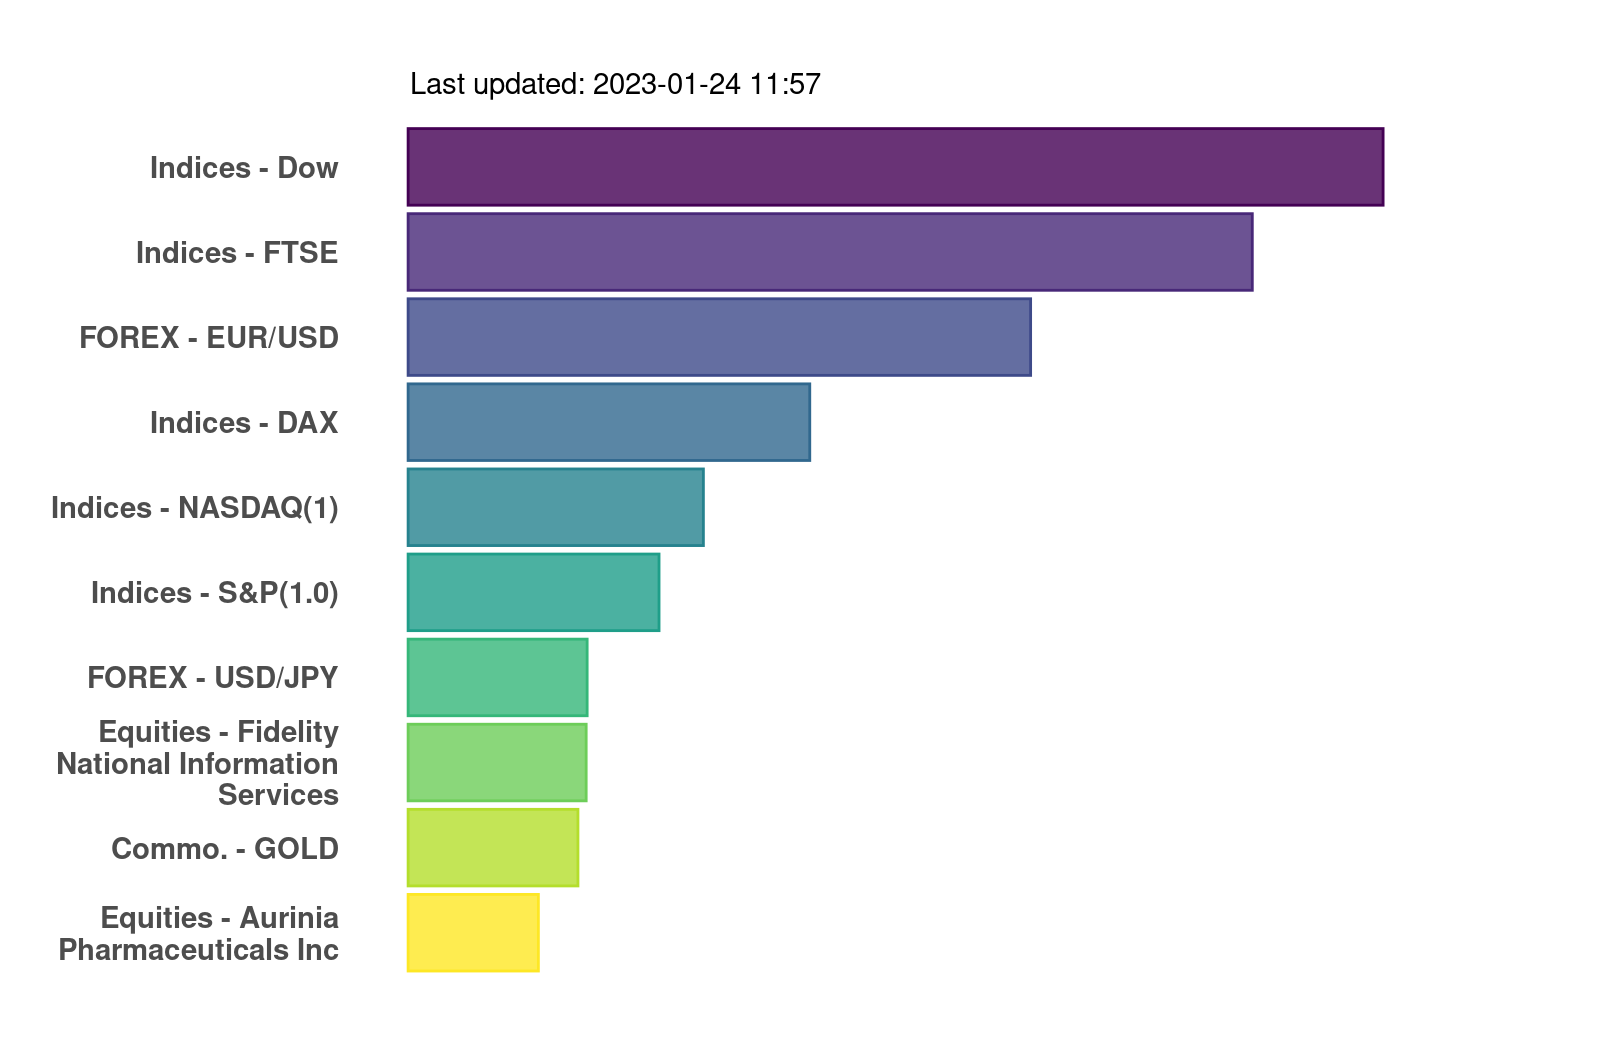 Last updated: 2023-01-24 11:57
Indices - Dow
Indices - FTSE
FOREX - EUR/USD
Indices - DAX
Indices - NASDAQ(1)
Indices - S&P(1.0)
FOREX - USD/JPY
Equities - Fidelity
National Information
Services
Commo. - GOLD
Equities - Aurinia
Pharmaceuticals Inc